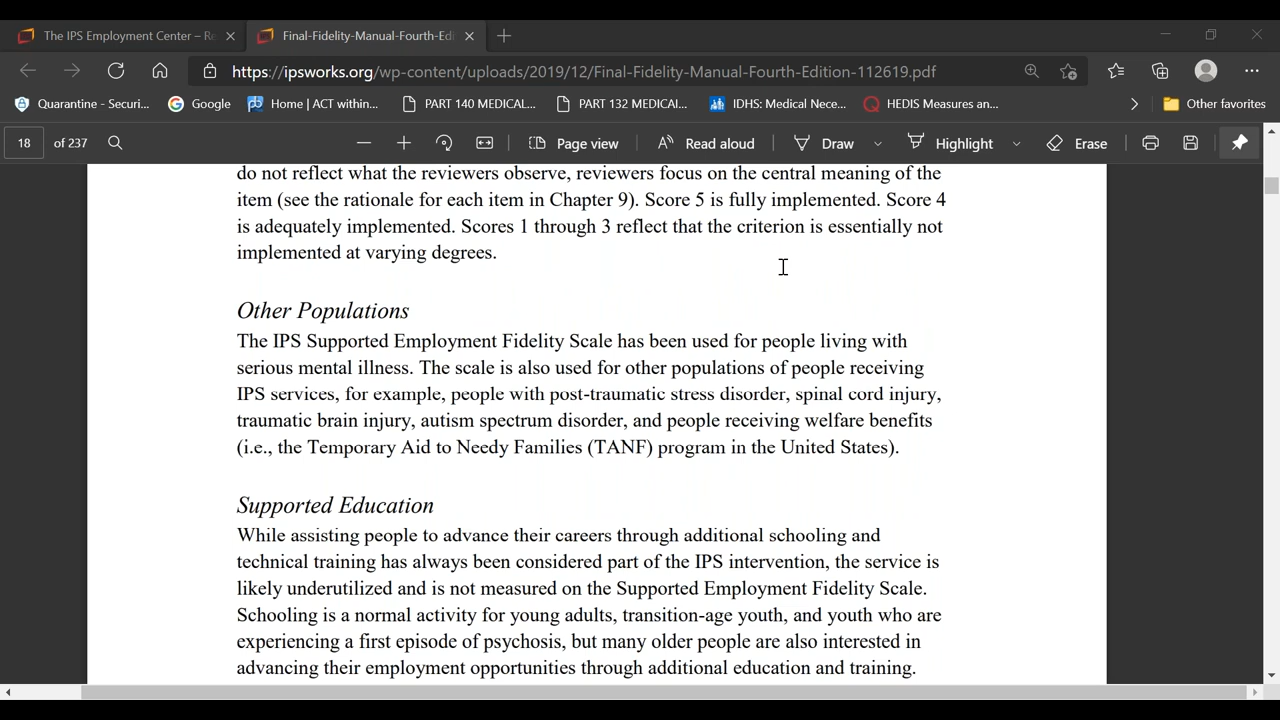 The IPS Employment Center – Re
Final-Fidelity-Manual-Fourth-Edi
https://ipsworks.org/wp-content/uploads/2019/12/Final-Fidelity-Manual-Fourth-Edition-112619.pdf
Quarantine - Securi...
Google
Home | ACT within...
PART 140 MEDICAL...
PART 132 MEDICAI...
IDHS: Medical Nece...
HEDIS Measures an...
Other favorites
18 of 237
Page view
Read aloud
Draw
Highlight
Erase
do not reflect what the reviewers observe, reviewers focus on the central meaning of the
item (see the rationale for each item in Chapter 9). Score 5 is fully implemented. Score 4
is adequately implemented. Scores 1 through 3 reflect that the criterion is essentially not
implemented at varying degrees.
Other Populations
The IPS Supported Employment Fidelity Scale has been used for people living with
serious mental illness. The scale is also used for other populations of people receiving
IPS services, for example, people with post-traumatic stress disorder, spinal cord injury,
traumatic brain injury, autism spectrum disorder, and people receiving welfare benefits
(i.e., the Temporary Aid to Needy Families (TANF) program in the United States).
Supported Education
While assisting people to advance their careers through additional schooling and
technical training has always been considered part of the IPS intervention, the service is
likely underutilized and is not measured on the Supported Employment Fidelity Scale.
Schooling is a normal activity for young adults, transition-age youth, and youth who are
experiencing a first episode of psychosis, but many older people are also interested in
advancing their employment opportunities through additional education and training.